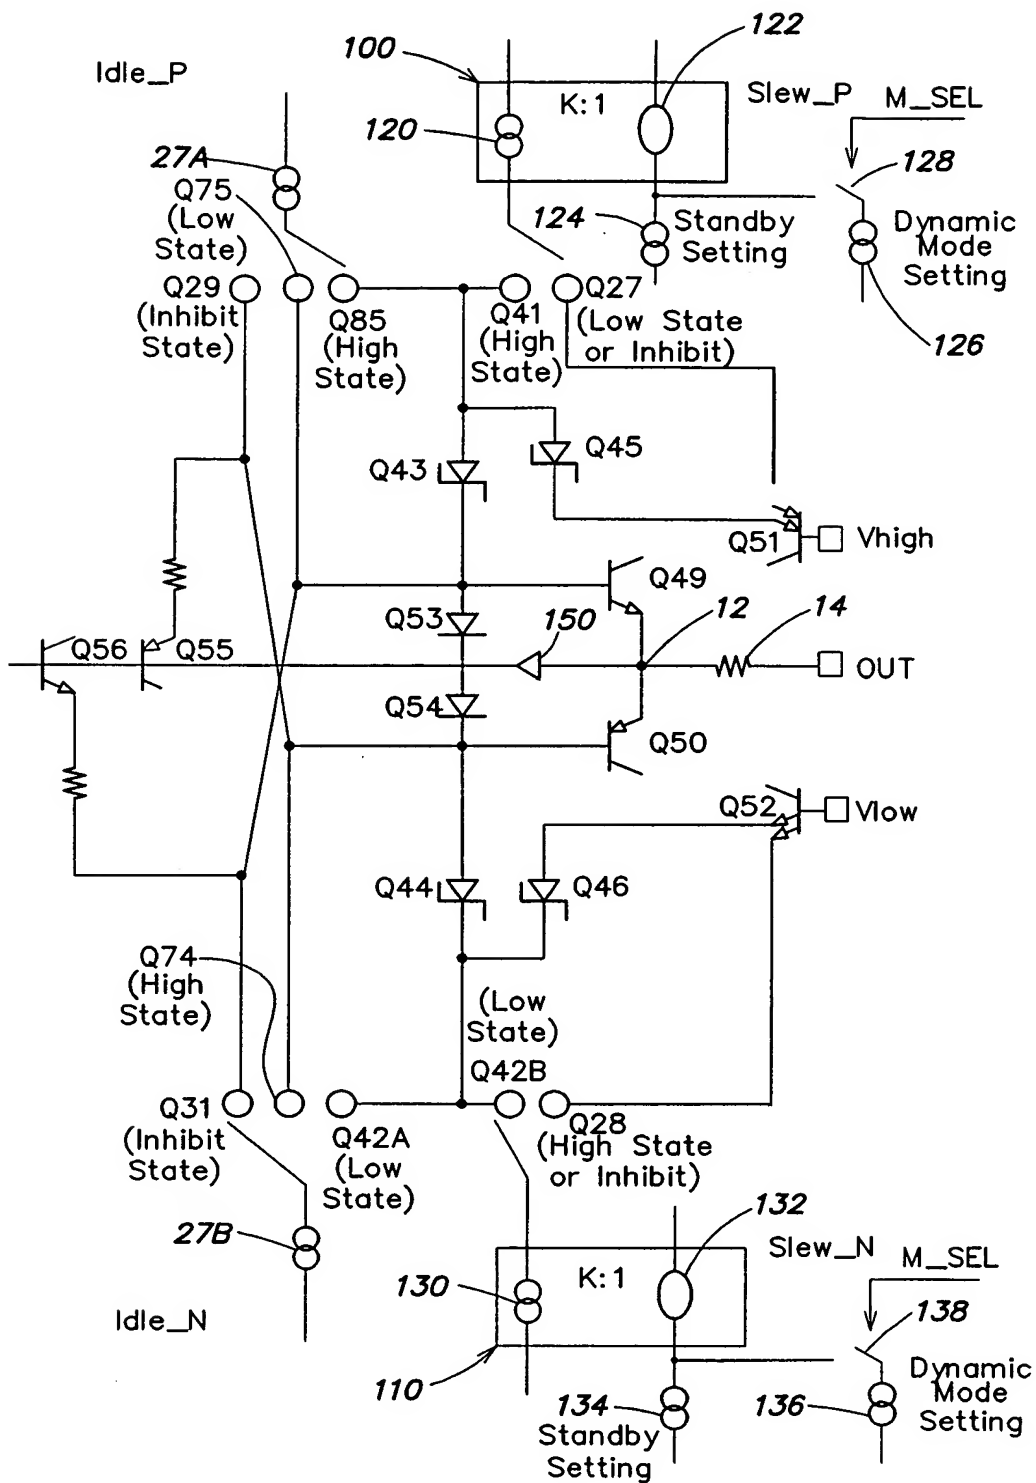 100
122
Idle_P
K:1
Slew_P
M_SEL
120
27A
128
Q75
(Low
State)
124
Standby
Setting
Dynamic
Mode
Setting
Q29
(Inhibit
State)
Q85
(High
State)
Q41
(High
State)
Q27
(Low State
or Inhibit)
126
Q43
Q45
Q51
Vhigh
Q49
Q53
150
12
14
Q56
Q55
OUT
Q54
Q50
Q52
Vlow
Q44
Q46
Q74
(High
State)
(Low
State)
Q42B
Q31
(Inhibit
State)
Q42A
(Low
State)
Q28
(High State
or Inhibit)
132
27B
Slew_N
M_SEL
130
K:1
Idle_N
138
110
134
Standby
Setting
136
Dynamic
Mode
Setting